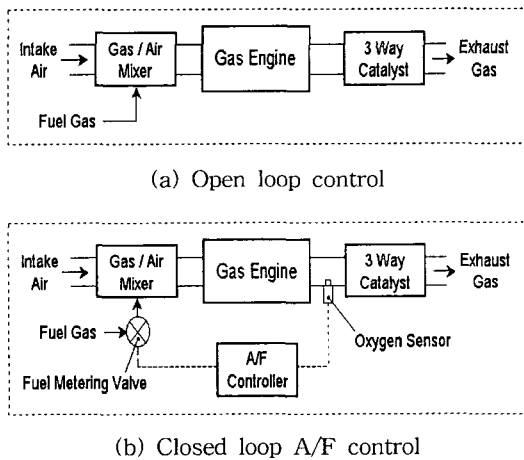 Intake Air
Gas / Air Mixer
Gas Engine
3 Way Catalyst
Exhaust Gas
Fuel Gas
(a) Open loop control
Intake Air
Gas / Air Mixer
Gas Engine
3 Way Catalyst
Exhaust Gas
Fuel Gas
Oxygen Sensor
Fuel Metering Valve
A/F Controller
(b) Closed loop A/F control